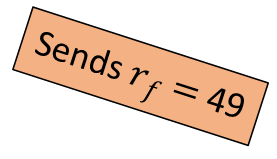 Sends $r_f = 49$